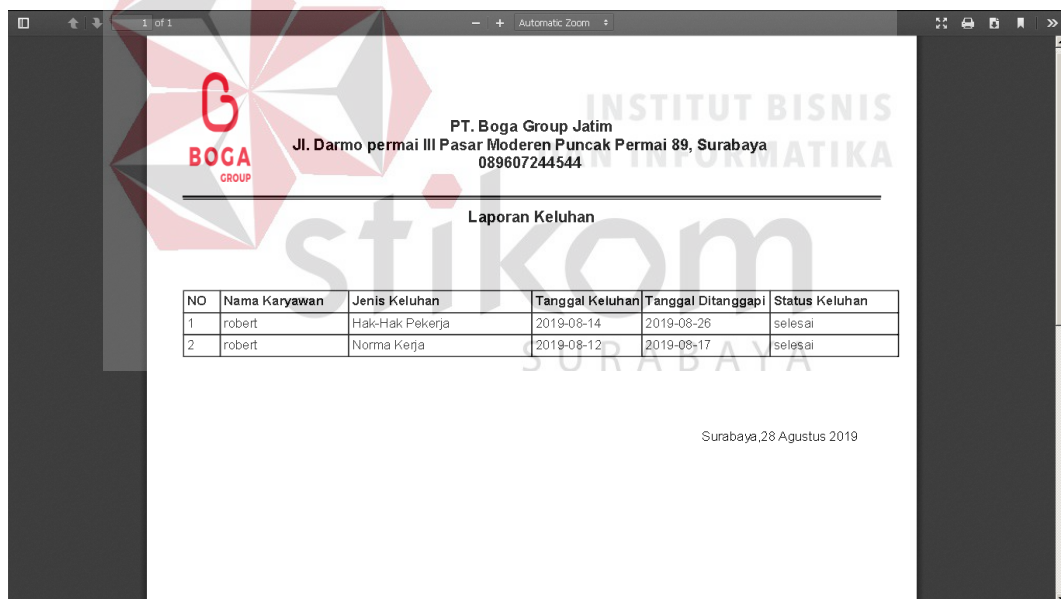 1 of 1
Automatic Zoom
INSTITUT BISNIS
PT. Boga Group Jatim
Jl. Darmo permai III Pasar Moderen Puncak Permai 89, Surabaya
089607244544
INFORMATIKA
BOGA
GROUP
Laporan Keluhan
stikom
NO Nama Karyawan Jenis Keluhan Tanggal Keluhan Tanggal Ditanggapi Status Keluhan
1 robert Hak-Hak Pekerja 2019-08-14 2019-08-26 selesai
2 robert Norma Kerja 2019-08-12 2019-08-17 selesai
SURABAYA
Surabaya,28 Agustus 2019